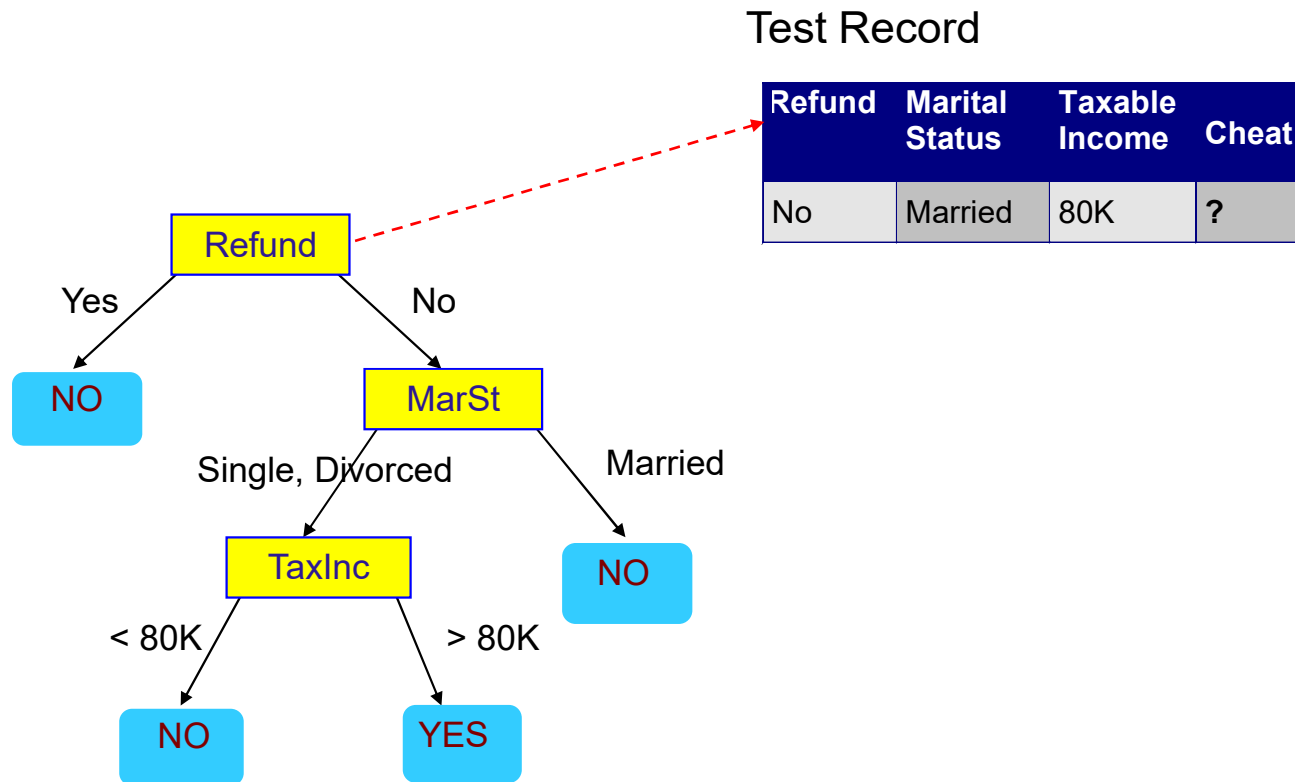 Test Record
Refund Marital Status Taxable Income Cheat
No Married 80K ?
Refund
Yes No
NO MarSt
Single, Divorced Married
TaxInc NO
< 80K > 80K
NO YES